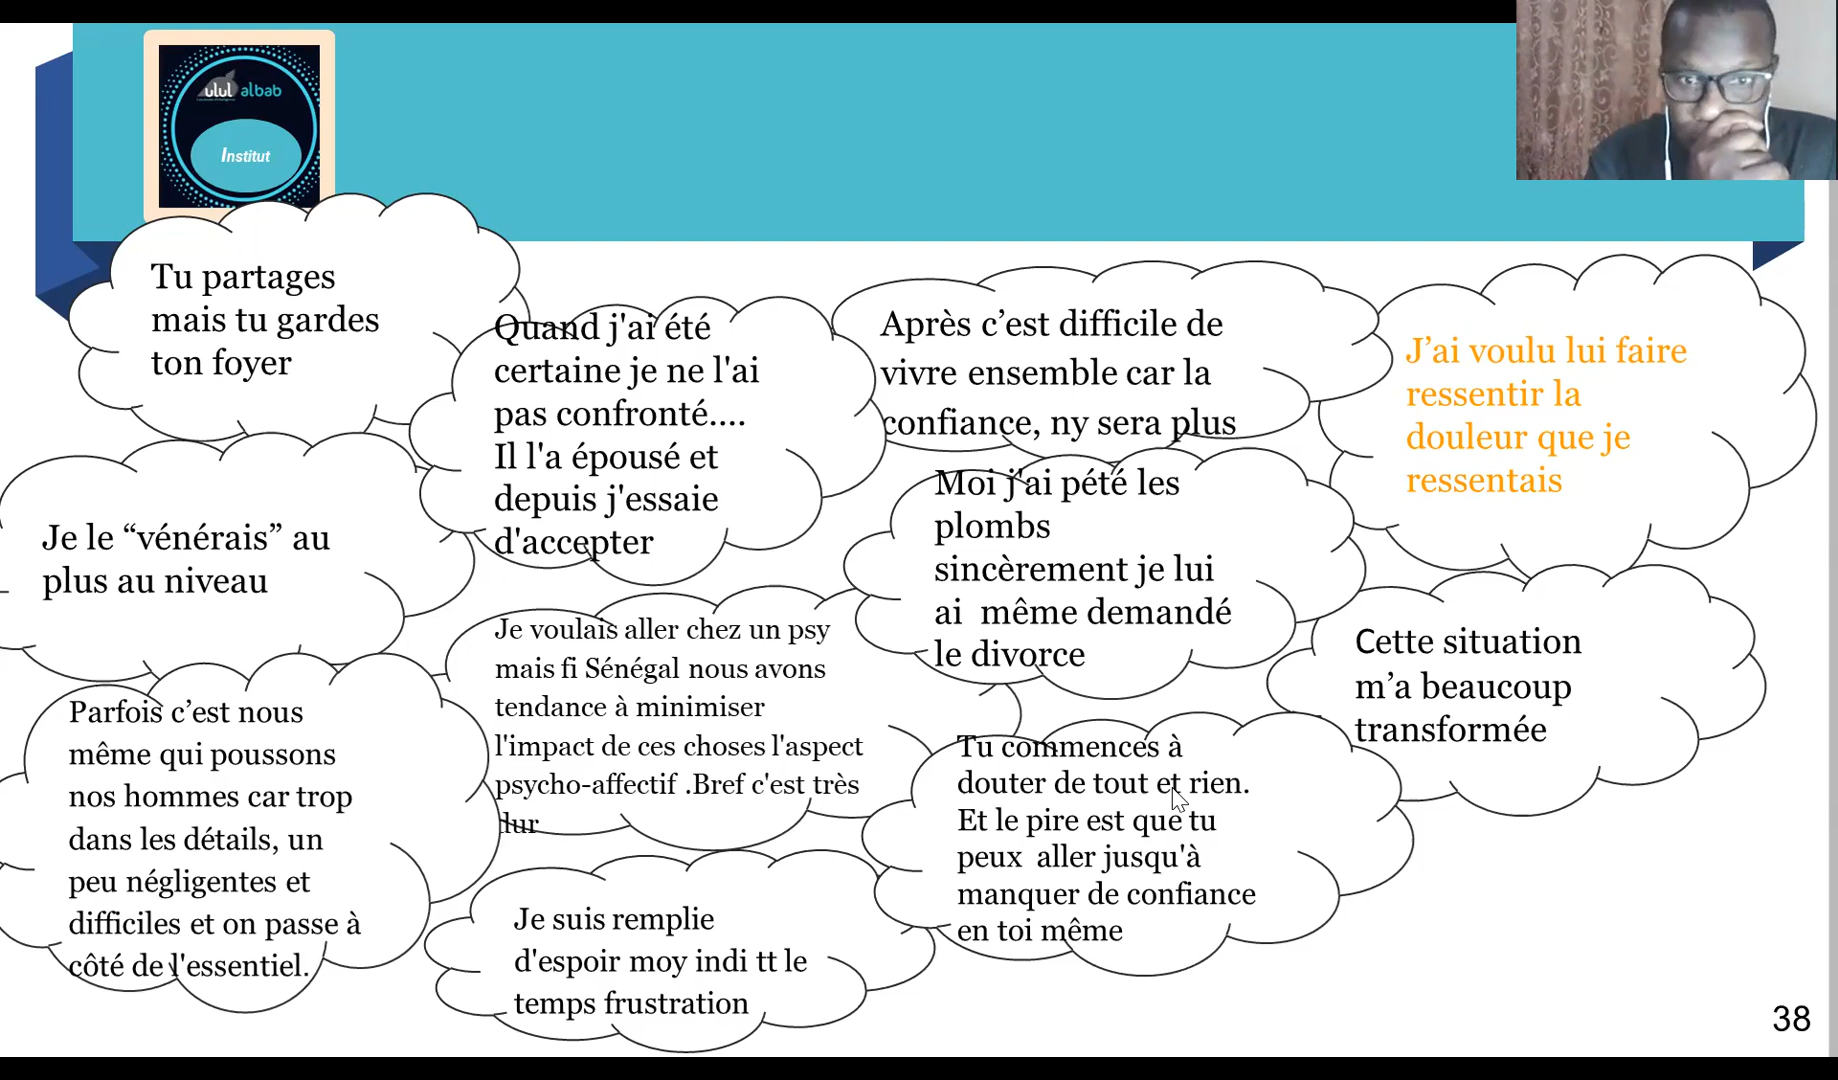 ulul albab
Institut
Tu partages
mais tu gardes
ton foyer
Quand j'ai été
certaine je ne l'ai
pas confronté....
Il l'a épousé et
depuis j'essaie
d'accepter
Après c’est difficile de
vivre ensemble car la
confiance, ny sera plus
J’ai voulu lui faire
ressentir la
douleur que je
ressentais
Je le “vénérais” au
plus au niveau
Moi j'ai pété les
plombs
sincèrement je lui
ai  même demandé
le divorce
Je voulais aller chez un psy
mais fi Sénégal nous avons
tendance à minimiser
l'impact de ces choses l'aspect
psycho-affectif .Bref c'est très
dur
Cette situation
m’a beaucoup
transformée
Parfois c’est nous
même qui poussons
nos hommes car trop
dans les détails, un
peu négligentes et
difficiles et on passe à
côté de l'essentiel.
Tu commences à
douter de tout et rien.
Et le pire est que tu
peux  aller jusqu'à
manquer de confiance
en toi même
Je suis remplie
d'espoir moy indi tt le
temps frustration
38